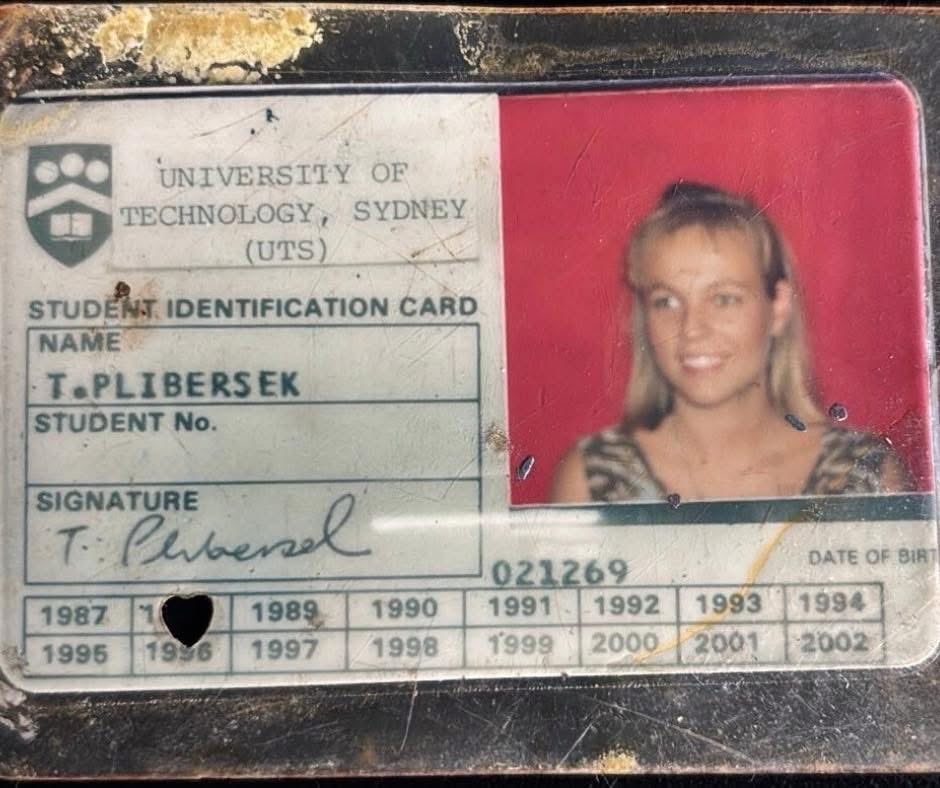 UNIVERSITY OF
TECHNOLOGY, SYDNEY
(UTS)
STUDENT IDENTIFICATION CARD
NAME
T.PLIBERSEK
STUDENT No.
SIGNATURE
T. Plibersek
021269
DATE OF BIRT
1987 1 1989 1990 1991 1992 1993 1994
1995 1996 1997 1998 1999 2000 2001 2002